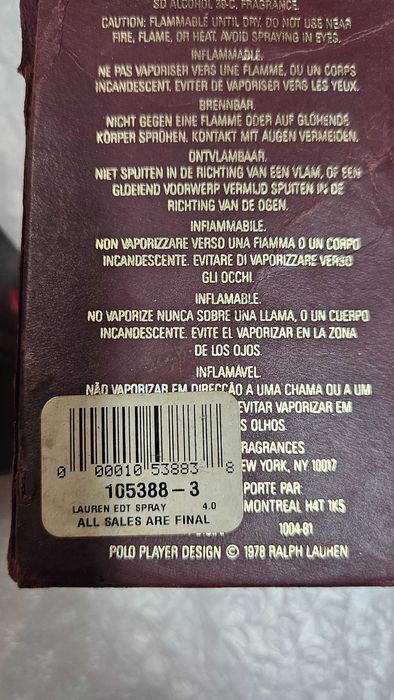 SD ALCOHOL 39-C, FRAGRANCE.
CAUTION: FLAMMABLE UNTIL DRY. DO NOT USE NEAR
FIRE, FLAME, OR HEAT. AVOID SPRAYING IN EYES.
INFLAMMABLE.
NE PAS VAPORISER VERS UNE FLAMME, OU UN CORPS
INCANDESCENT. EVITER DE VAPORISER VERS LES YEUX.
BRENNBAR.
NICHT GEGEN EINE FLAMME ODER AUF GLÜHENDE
KÖRPER SPRÜHEN. KONTAKT MIT AUGEN VERMEIDEN.
ONTVLAMBAAR.
NIET SPUITEN IN DE RICHTING VAN EEN VLAM, OF EEN
GLOEIEND VOORWERP VERMIJD SPUITEN IN DE
RICHTING VAN DE OGEN.
INFIAMMABILE.
NON VAPORIZZARE VERSO UNA FIAMMA O UN CORPO
INCANDESCENTE. EVITARE DI VAPORIZZARE VERSO
GLI OCCHI.
INFLAMABLE.
NO VAPORIZE NUNCA SOBRE UNA LLAMA, O UN CUERPO
INCANDESCENTE. EVITE EL VAPORIZAR EN LA ZONA
DE LOS OJOS.
INFLAMÁVEL
NÃO VAPORIZAR EM DIRECÇÃO A UMA CHAMA OU A UM
EVITAR VAPORIZAR EM
S OLHOS.
FRAGRANCES
NEW YORK, NY 10017
PORTE PAR:
MONTREAL H4T 1K5
1004-81
POLO PLAYER DESIGN © 1978 RALPH LAUREN
0 00010 53883 8
105388-3
LAUREN EDT SPRAY 4.0
ALL SALES ARE FINAL